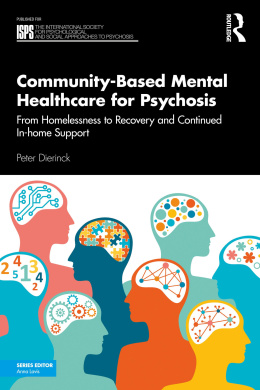 PUBLISHED FOR
ISPS THE INTERNATIONAL SOCIETY
FOR PSYCHOLOGICAL
AND SOCIAL APPROACHES TO PSYCHOSIS
R
ROUTLEDGE
Community-Based Mental
Healthcare for Psychosis
From Homelessness to Recovery and Continued
In-home Support
Peter Dierinck
SERIES EDITOR
Anna Lavis